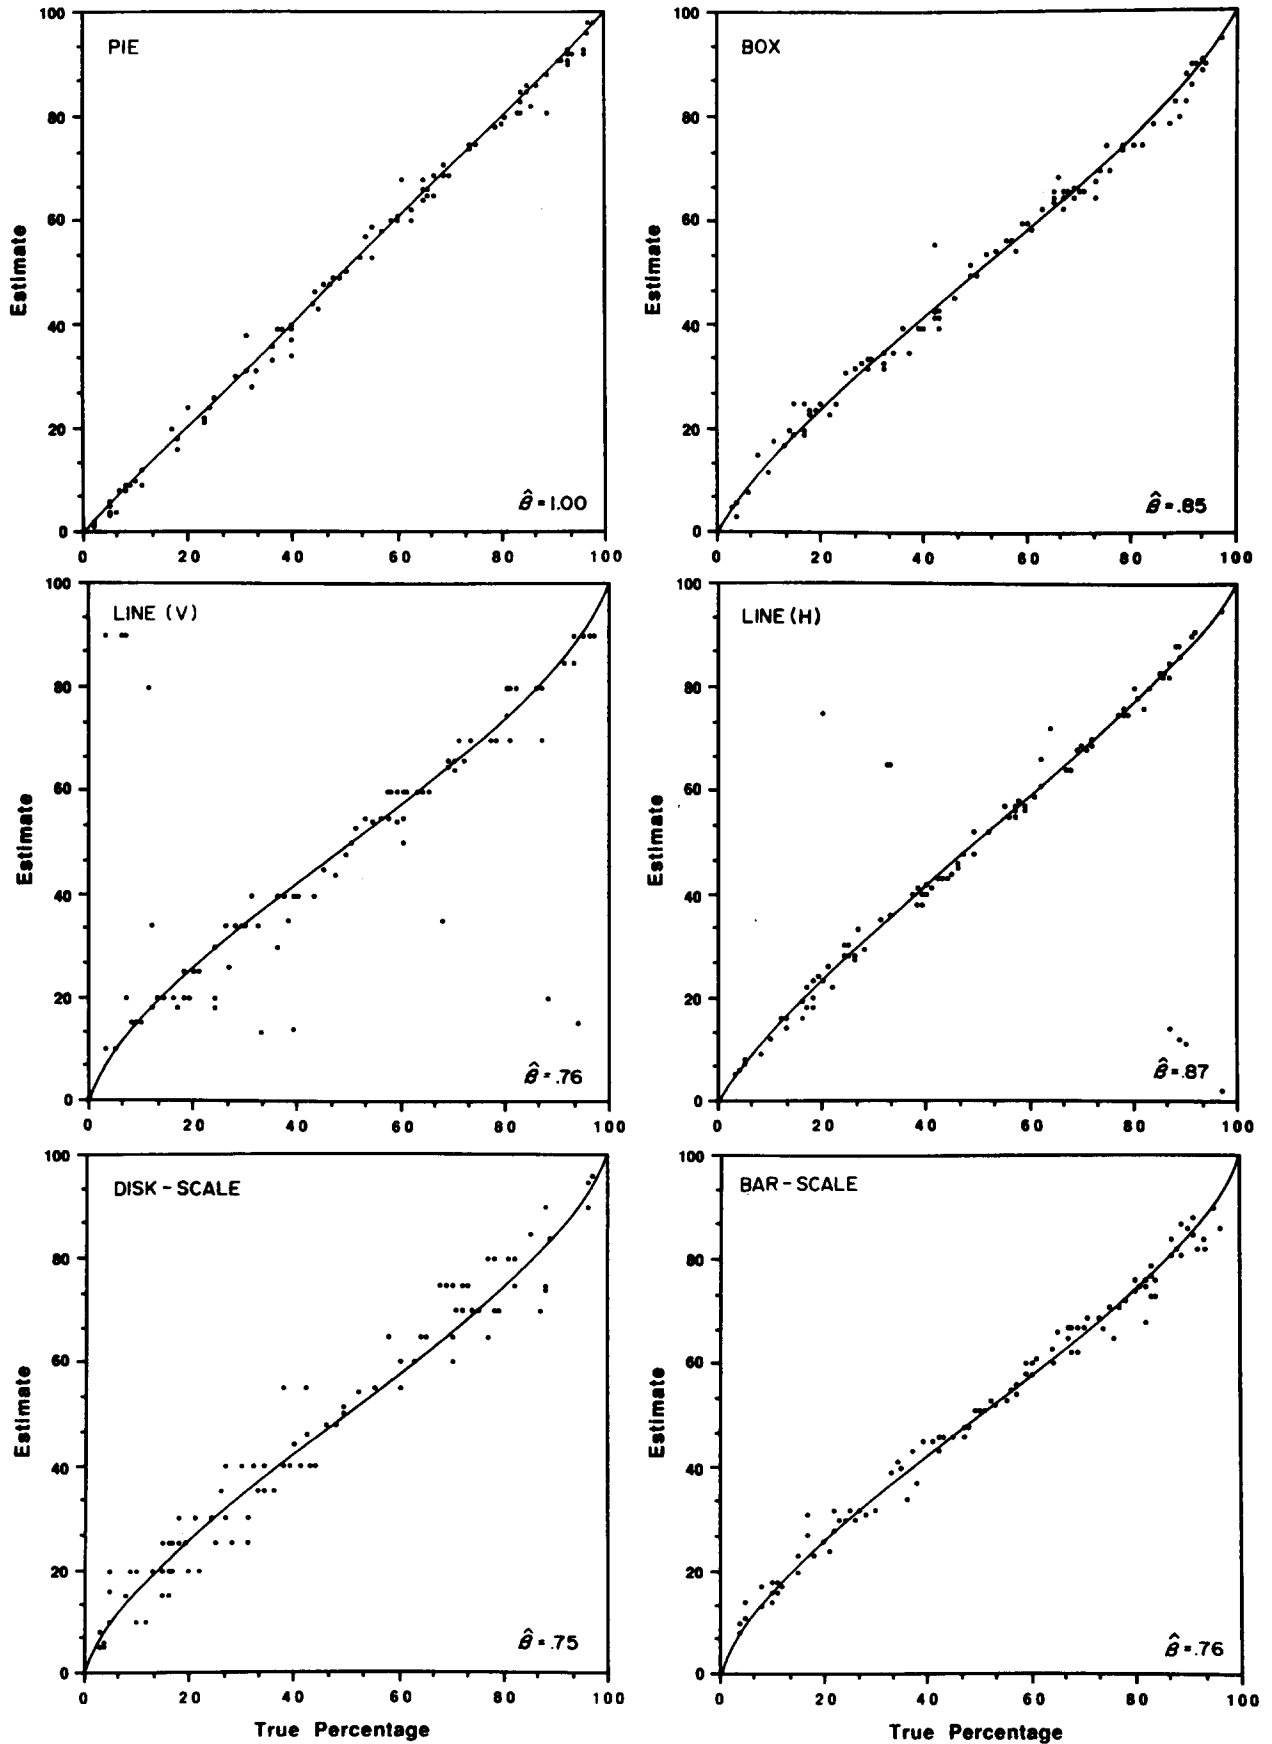 PIE
Estimate
100
80
60
40
20
0
0 20 40 60 80 100
β̂ = 1.00
BOX
Estimate
100
80
60
40
20
0
0 20 40 60 80 100
β̂ = .85
LINE (V)
Estimate
100
80
60
40
20
0
0 20 40 60 80 100
β̂ = .76
LINE (H)
Estimate
100
80
60
40
20
0
0 20 40 60 80 100
β̂ = .87
DISK - SCALE
Estimate
100
80
60
40
20
0
0 20 40 60 80 100
β̂ = .75
True Percentage
BAR - SCALE
Estimate
100
80
60
40
20
0
0 20 40 60 80 100
β̂ = .76
True Percentage